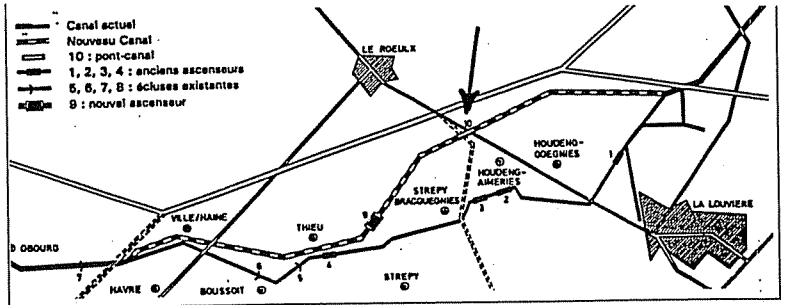 Canal actuel
Nouveau Canal
10 : pont-canal
1, 2, 3, 4 : anciens ascenseurs
5, 6, 7, 8 : écluses existantes
9 : nouvel ascenseur
LE ROEULX
10
HOUDENG-
GOEGNIES
1
HOUDENG-
AIMERIES
STREPY
BRACQUEGNIES
3
2
LA LOUVIERE
VILLE/HAINE
THIEU
9
D OBOURG
7
HAVRE
BOUSSOIT
6
5
4
STREPY